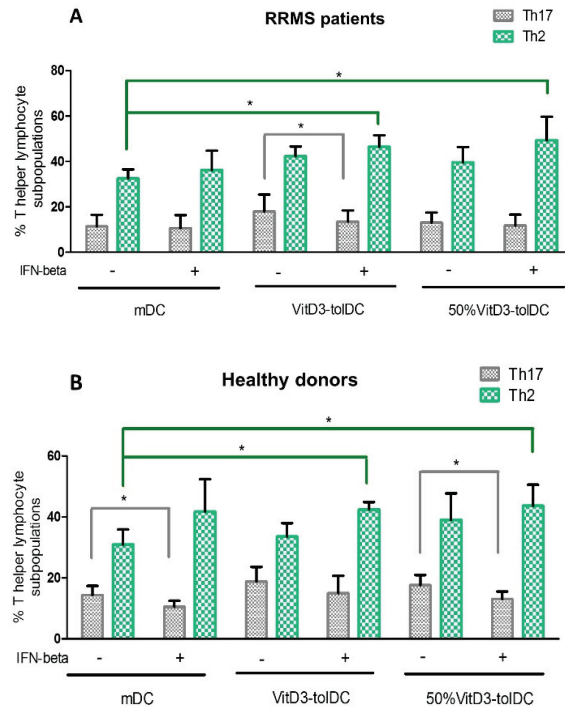 A
RRMS patients
Th17
Th2
% T helper lymphocyte
subpopulations
80
60
40
20
0
*
*
*
IFN-beta - + - + - +
mDC VitD3-tolDC 50%VitD3-tolDC
B
Healthy donors
Th17
Th2
% T helper lymphocyte
subpopulations
60
40
20
0
*
*
*
*
IFN-beta - + - + - +
mDC VitD3-tolDC 50%VitD3-tolDC